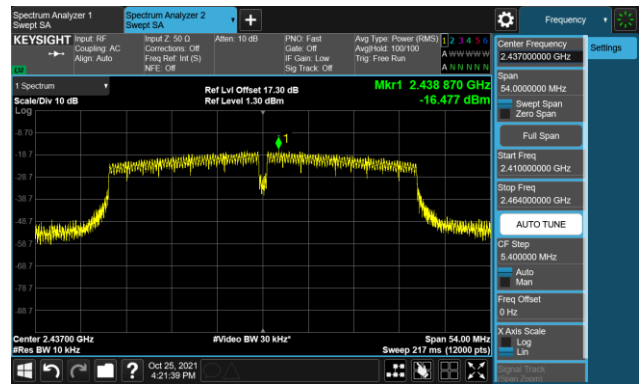 Spectrum Analyzer 1
Swept SA
Spectrum Analyzer 2
Swept SA
+
Frequency
KEYSIGHT
Input: RF
Coupling: AC
Align: Auto
Input Z: 50 Ω
Corrections: Off
Freq Ref: Int (S)
NFE: Off
Atten: 10 dB
PNO: Fast
Gate: Off
IF Gain: Low
Sig Track: Off
Avg Type: Power (RMS)
Avg|Hold: 100/100
Trig: Free Run
1 2 3 4 5 6
A W W W W W
A N N N N N
Center Frequency
2.437000000 GHz
Settings
Span
54.0000000 MHz
Swept Span
Zero Span
Full Span
Start Freq
2.410000000 GHz
Stop Freq
2.464000000 GHz
AUTO TUNE
CF Step
5.400000 MHz
Auto
Man
Freq Offset
0 Hz
X Axis Scale
Log
Lin
Signal Track
(Span Zoom)
1 Spectrum
Scale/Div 10 dB
Log
Ref Lvl Offset 17.30 dB
Ref Level 1.30 dBm
Mkr1 2.438 870 GHz
-16.477 dBm
1
-8.70
-18.7
-28.7
-38.7
-48.7
-58.7
-68.7
-78.7
-88.7
Center 2.43700 GHz
#Res BW 10 kHz
#Video BW 30 kHz*
Span 54.00 MHz
Sweep 217 ms (12000 pts)
?
Oct 25, 2021
4:21:39 PM